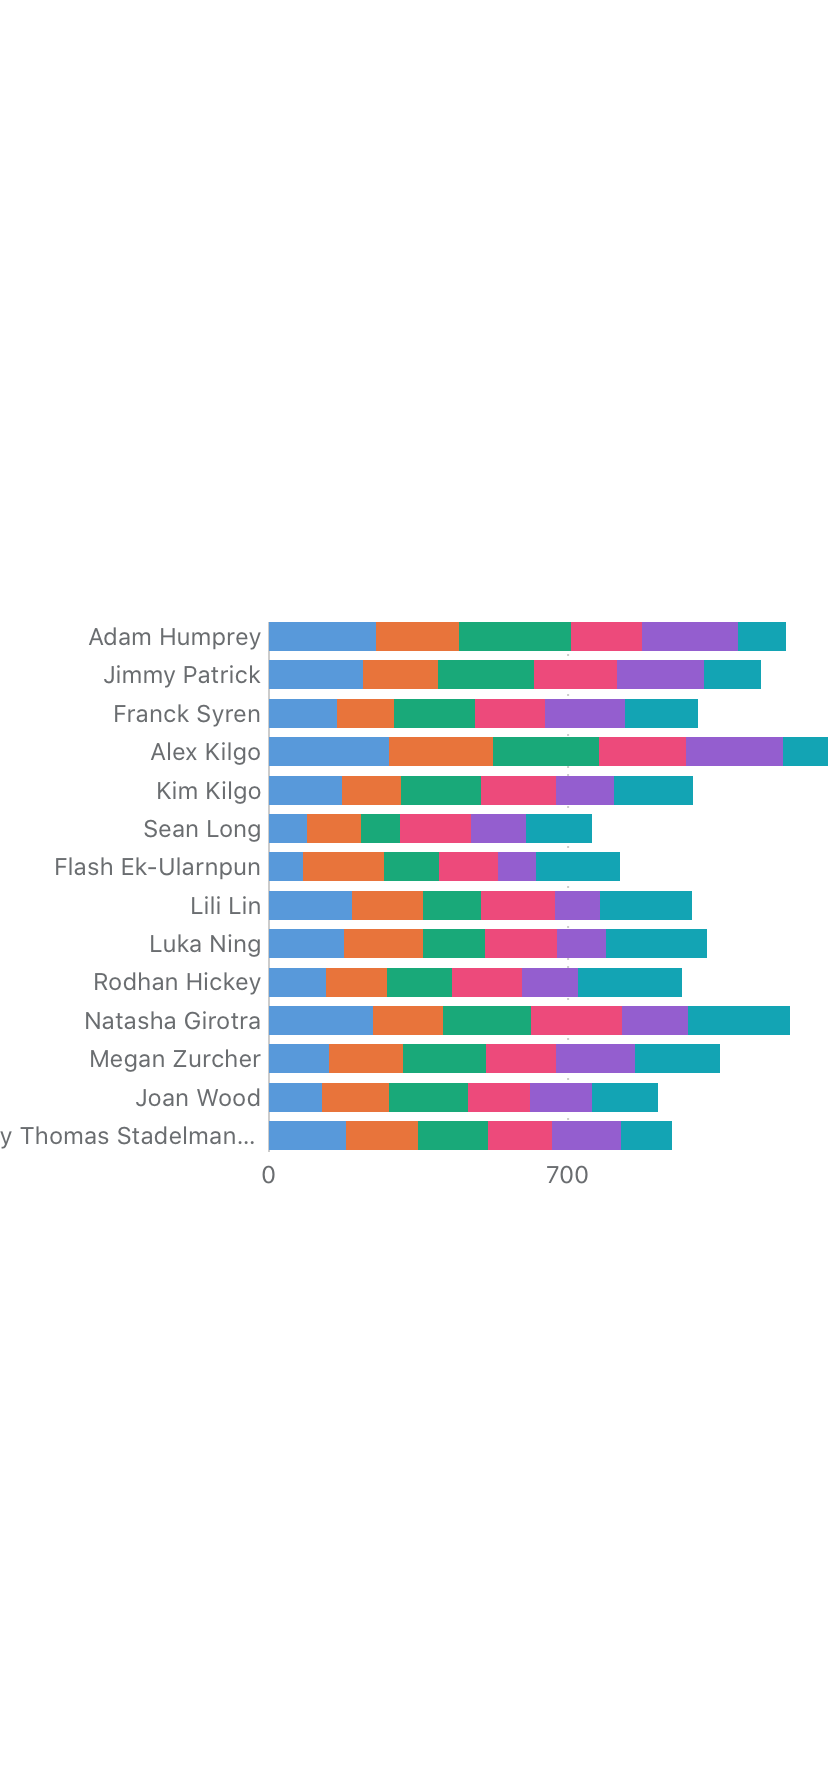 Adam Humprey
Jimmy Patrick
Franck Syren
Alex Kilgo
Kim Kilgo
Sean Long
Flash Ek-Ularnpun
Lili Lin
Luka Ning
Rodhan Hickey
Natasha Girotra
Megan Zurcher
Joan Wood
y Thomas Stadelman...
0 700